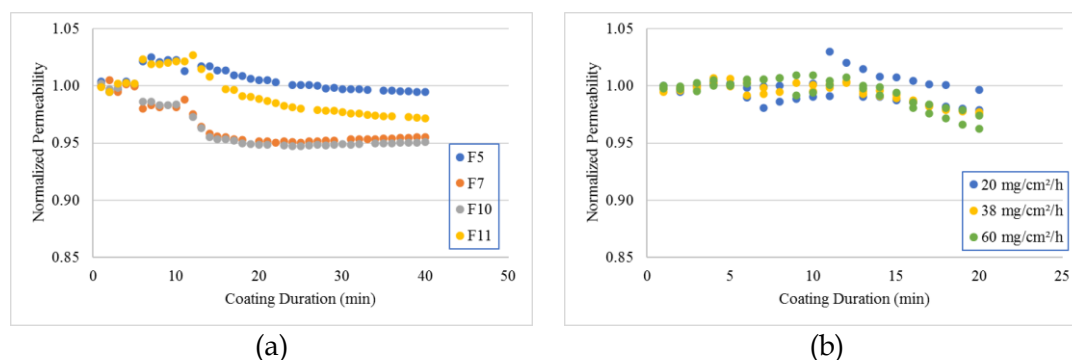 1.05
1.00
0.95
0.90
0.85
Normalized Permeability
0
10
20
30
40
50
Coating Duration (min)
F5
F7
F10
F11
(a)
1.05
1.00
0.95
0.90
0.85
Normalized Permeability
0
5
10
15
20
25
Coating Duration (min)
20 mg/cm²/h
38 mg/cm²/h
60 mg/cm²/h
(b)